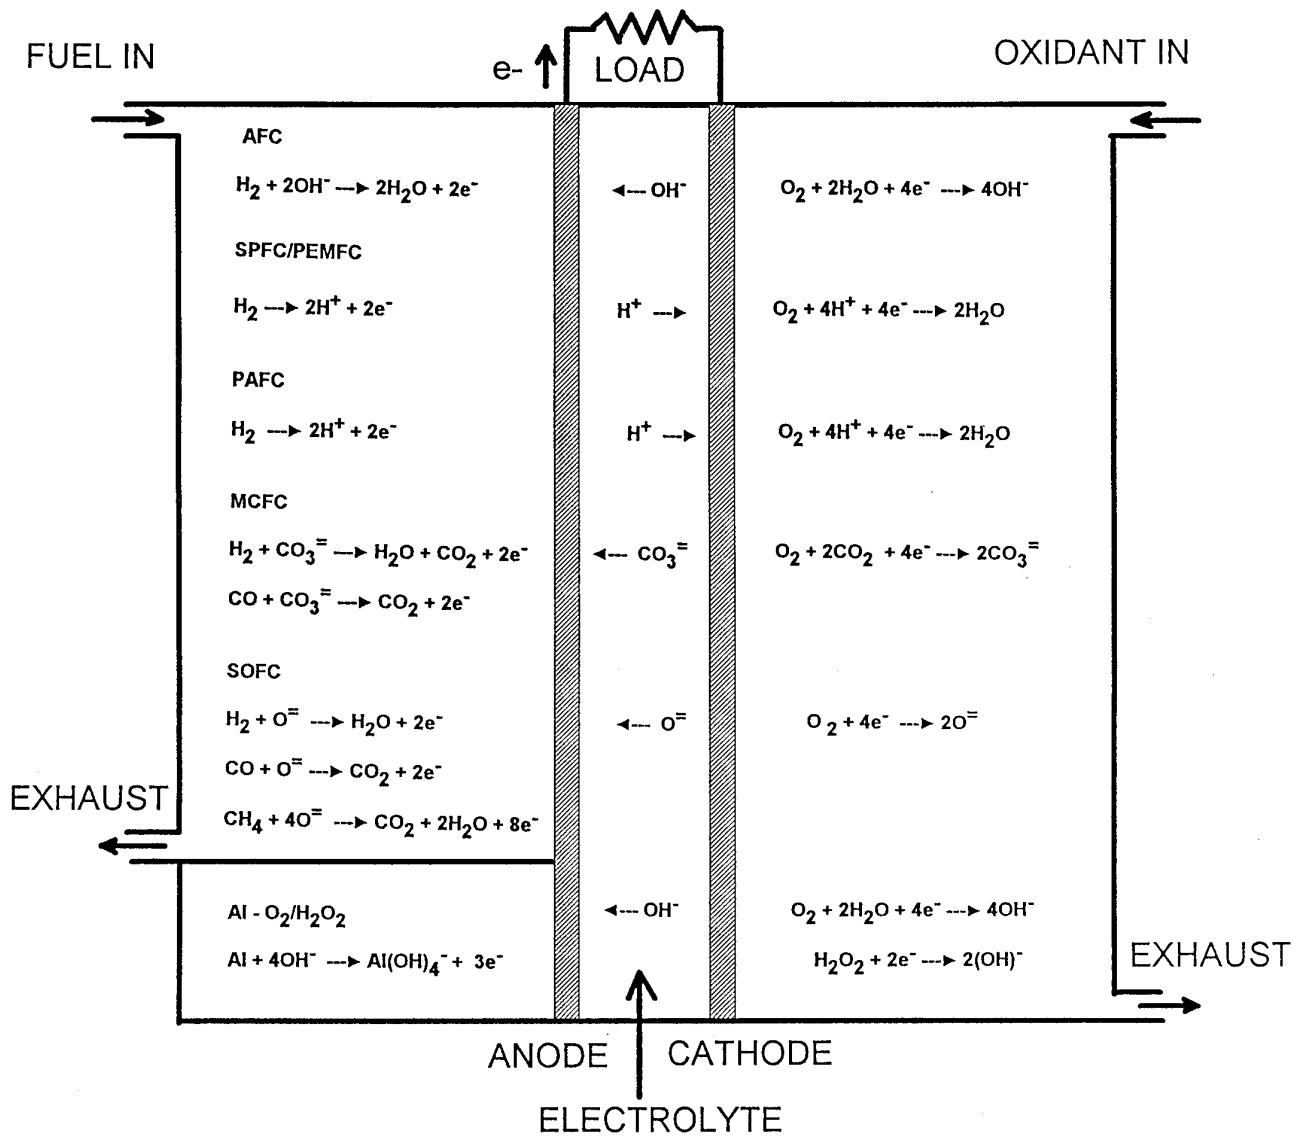 FUEL IN
e-
LOAD
OXIDANT IN
AFC
H₂ + 2OH⁻ ---► 2H₂O + 2e⁻
◄--- OH⁻
O₂ + 2H₂O + 4e⁻ ---► 4OH⁻
SPFC/PEMFC
H₂ ---► 2H⁺ + 2e⁻
H⁺ ---►
O₂ + 4H⁺ + 4e⁻ ---► 2H₂O
PAFC
H₂ ---► 2H⁺ + 2e⁻
H⁺ ---►
O₂ + 4H⁺ + 4e⁻ ---► 2H₂O
MCFC
H₂ + CO₃⁼ ---► H₂O + CO₂ + 2e⁻
◄--- CO₃⁼
O₂ + 2CO₂ + 4e⁻ ---► 2CO₃⁼
CO + CO₃⁼ ---► CO₂ + 2e⁻
SOFC
H₂ + O⁼ ---► H₂O + 2e⁻
◄--- O⁼
O₂ + 4e⁻ ---► 2O⁼
CO + O⁼ ---► CO₂ + 2e⁻
CH₄ + 4O⁼ ---► CO₂ + 2H₂O + 8e⁻
EXHAUST
Al - O₂/H₂O₂
◄--- OH⁻
O₂ + 2H₂O + 4e⁻ ---► 4OH⁻
Al + 4OH⁻ ---► Al(OH)₄⁻ + 3e⁻
H₂O₂ + 2e⁻ ---► 2(OH)⁻
EXHAUST
ANODE
CATHODE
ELECTROLYTE